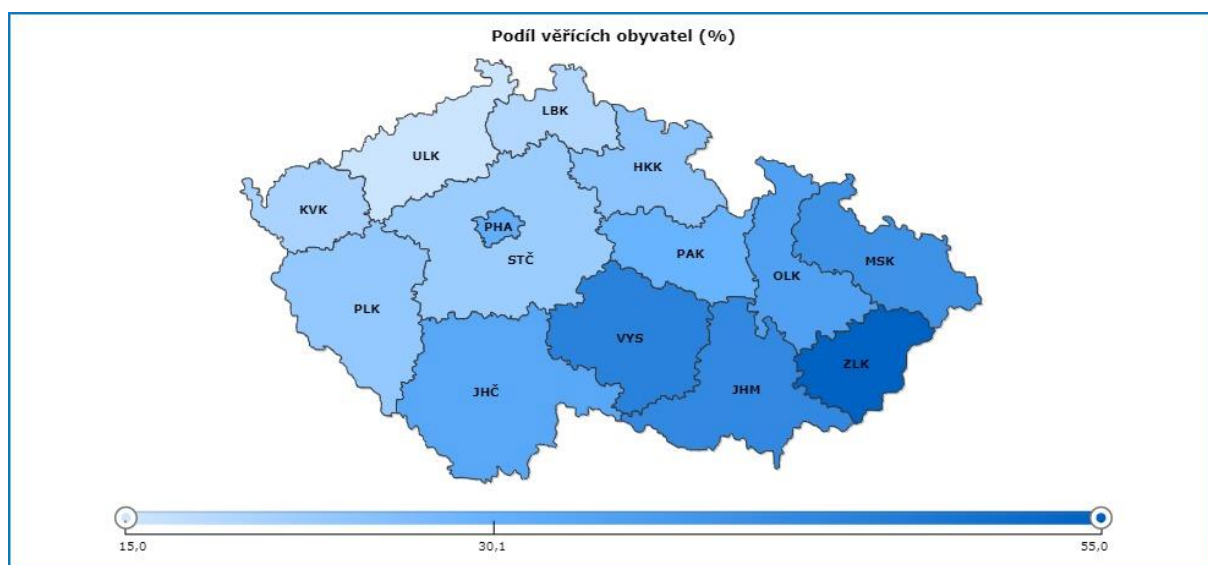 Podíl věřících obyvatel (%)
LBK
ULK
HKK
KVK
PHA
PAK
STČ
MSK
OLK
PLK
VYS
ZLK
JHM
JHČ
15,0
30,1
55,0